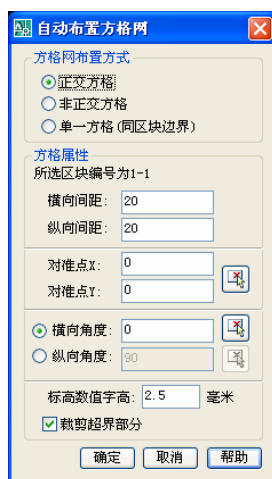 自动布置方格网
方格网布置方式
正交方格
非正交方格
单一方格(同区块边界)
方格属性
所选区块编号为1-1
横向间距: 20
纵向间距: 20
对准点X: 0
对准点Y: 0
横向角度: 0
纵向角度: 90
标高数值字高: 2.5 毫米
裁剪超界部分
确定 取消 帮助